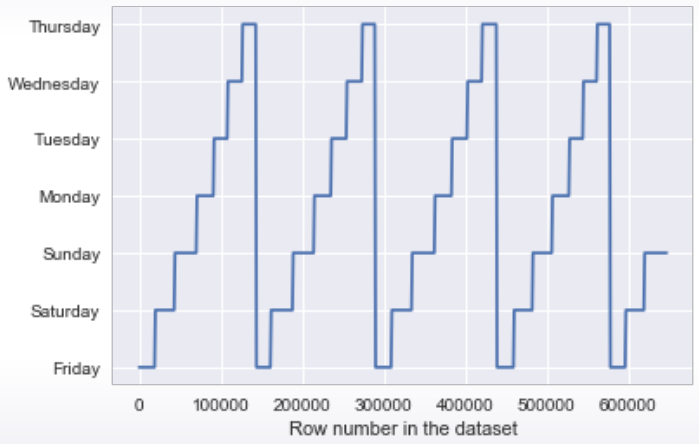 Thursday
Wednesday
Tuesday
Monday
Sunday
Saturday
Friday
0 100000 200000 300000 400000 500000 600000
Row number in the dataset